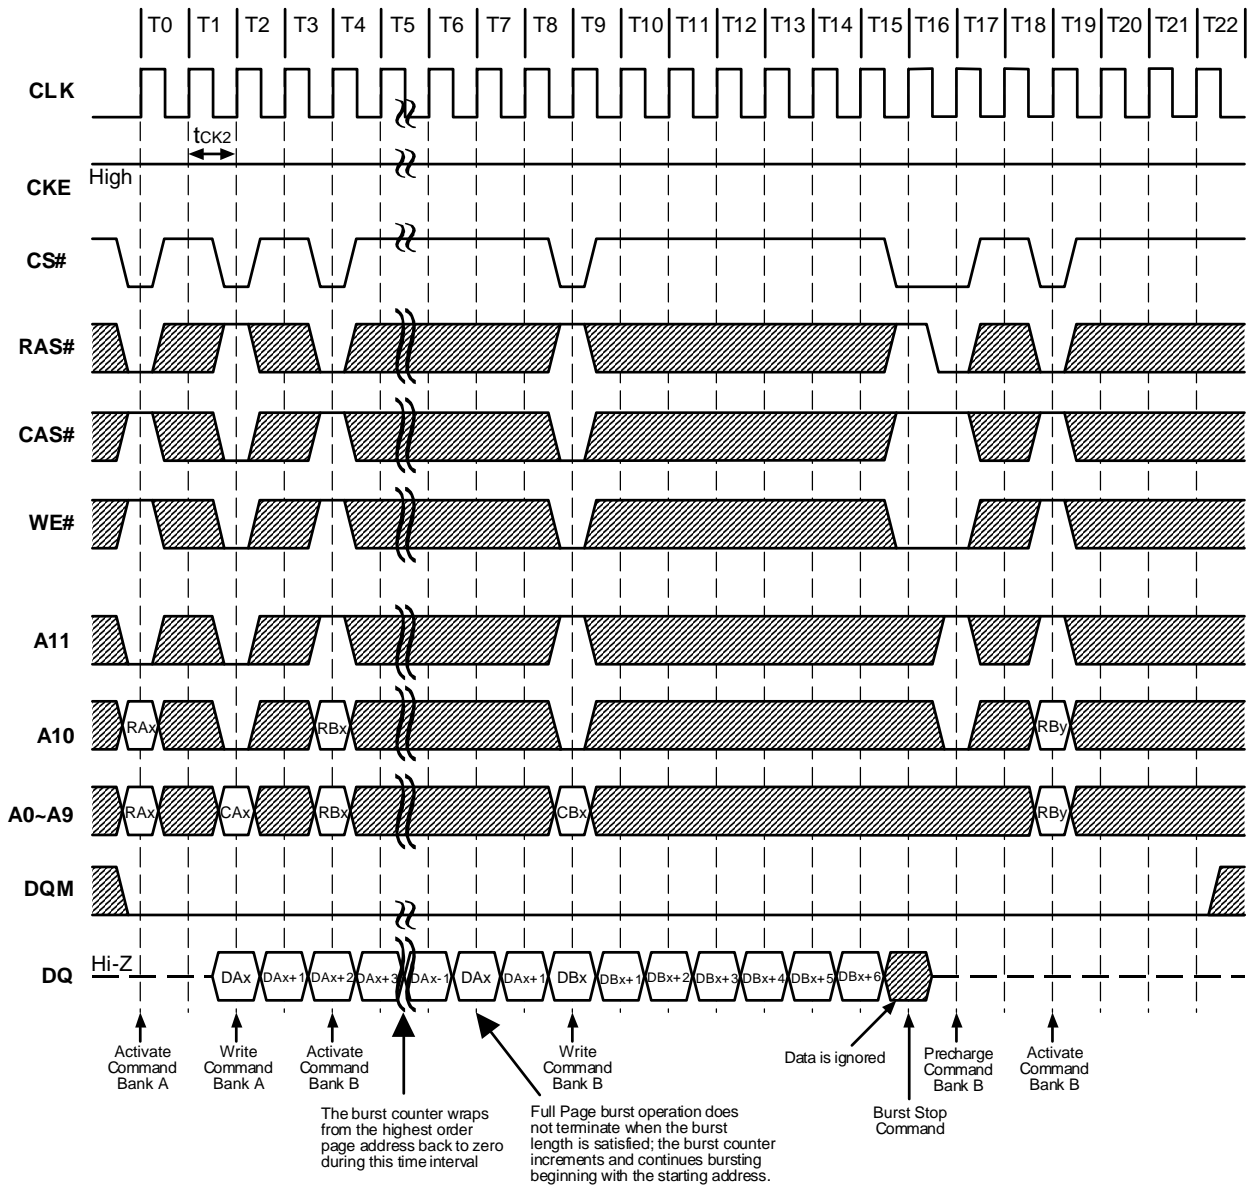 T0 T1 T2 T3 T4 T5 T6 T7 T8 T9 T10 T11 T12 T13 T14 T15 T16 T17 T18 T19 T20 T21 T22
CLK
tCK2
High
CKE
CS#
RAS#
CAS#
WE#
A11
A10 RAx RBx RBy
A0~A9 RAx CAx RBx CBx RBy
DQM
DQ Hi-Z DAx DAx+1 DAx+2 DAx+3 DAx-1 DAx DAx+1 DBx DBx+1 DBx+2 DBx+3 DBx+4 DBx+5 DBx+6
Activate
Command
Bank A
Write
Command
Bank A
Activate
Command
Bank B
Write
Command
Bank B
Data is ignored
Precharge
Command
Bank B
Activate
Command
Bank B
The burst counter wraps
from the highest order
page address back to zero
during this time interval
Full Page burst operation does
not terminate when the burst
length is satisfied; the burst counter
increments and continues bursting
beginning with the starting address.
Burst Stop
Command